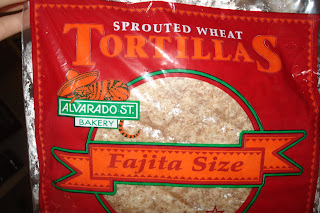 SPROUTED WHEAT
TORTILLAS
ALVARADO ST.
BAKERY
Fajita Size